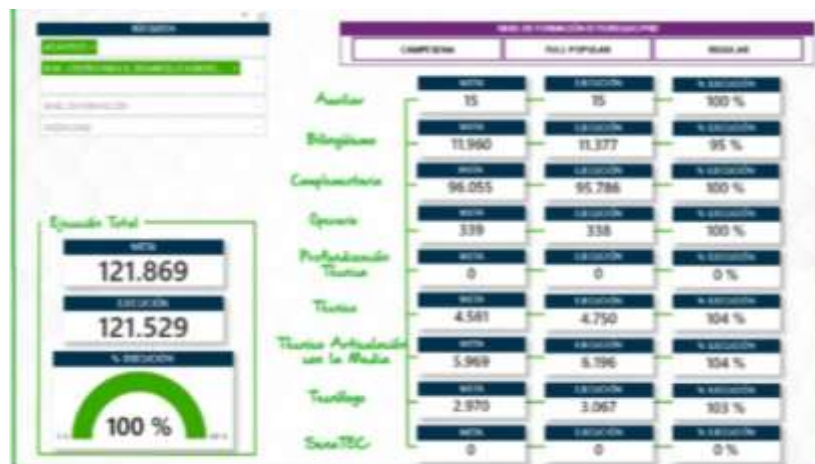 NIVEL DE FORMACIÓN
CAMPESENA FULL POPULAR REGULAR
META EJECUCIÓN % EJECUCIÓN
Auxiliar 15 15 100 %
META EJECUCIÓN % EJECUCIÓN
Bilingüismo 11.960 11.377 95 %
META EJECUCIÓN % EJECUCIÓN
Complementaria 96.055 95.786 100 %
META EJECUCIÓN % EJECUCIÓN
Operario 339 338 100 %
META EJECUCIÓN % EJECUCIÓN
Profundización
Técnica 0 0 0 %
META EJECUCIÓN % EJECUCIÓN
Técnico 4.581 4.750 104 %
META EJECUCIÓN % EJECUCIÓN
Técnico Articulación
con la Media 5.969 6.196 104 %
META EJECUCIÓN % EJECUCIÓN
Tecnólogo 2.970 3.067 103 %
META EJECUCIÓN % EJECUCIÓN
0 0 0 %
Ejecución Total
META
121.869
EJECUCIÓN
121.529
% EJECUCIÓN
100 %